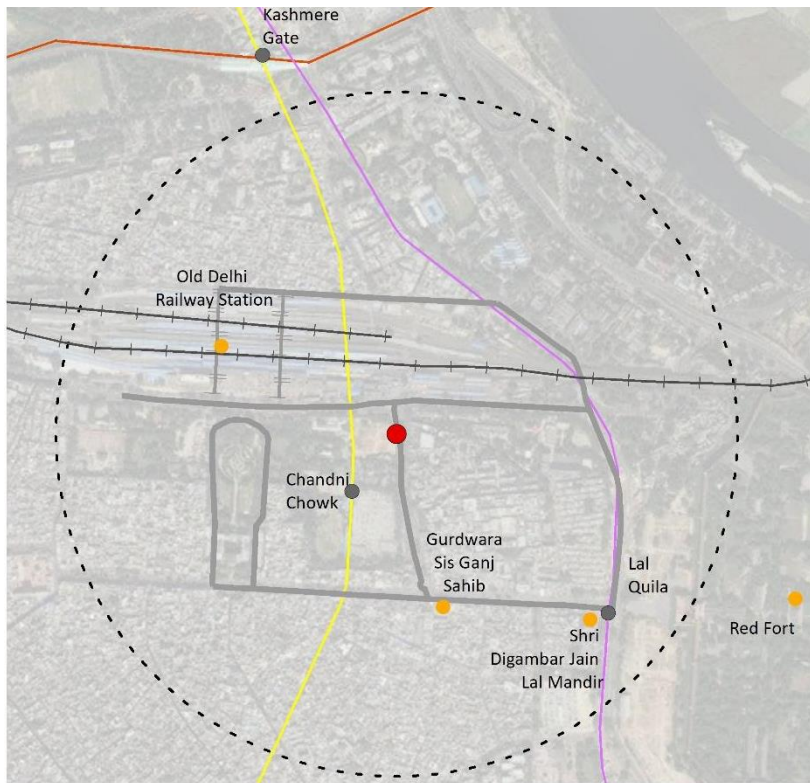 Kashmere
Gate
Old Delhi
Railway Station
Chandni
Chowk
Gurdwara
Sis Ganj
Sahib
Lal
Quila
Shri
Digambar Jain
Lal Mandir
Red Fort